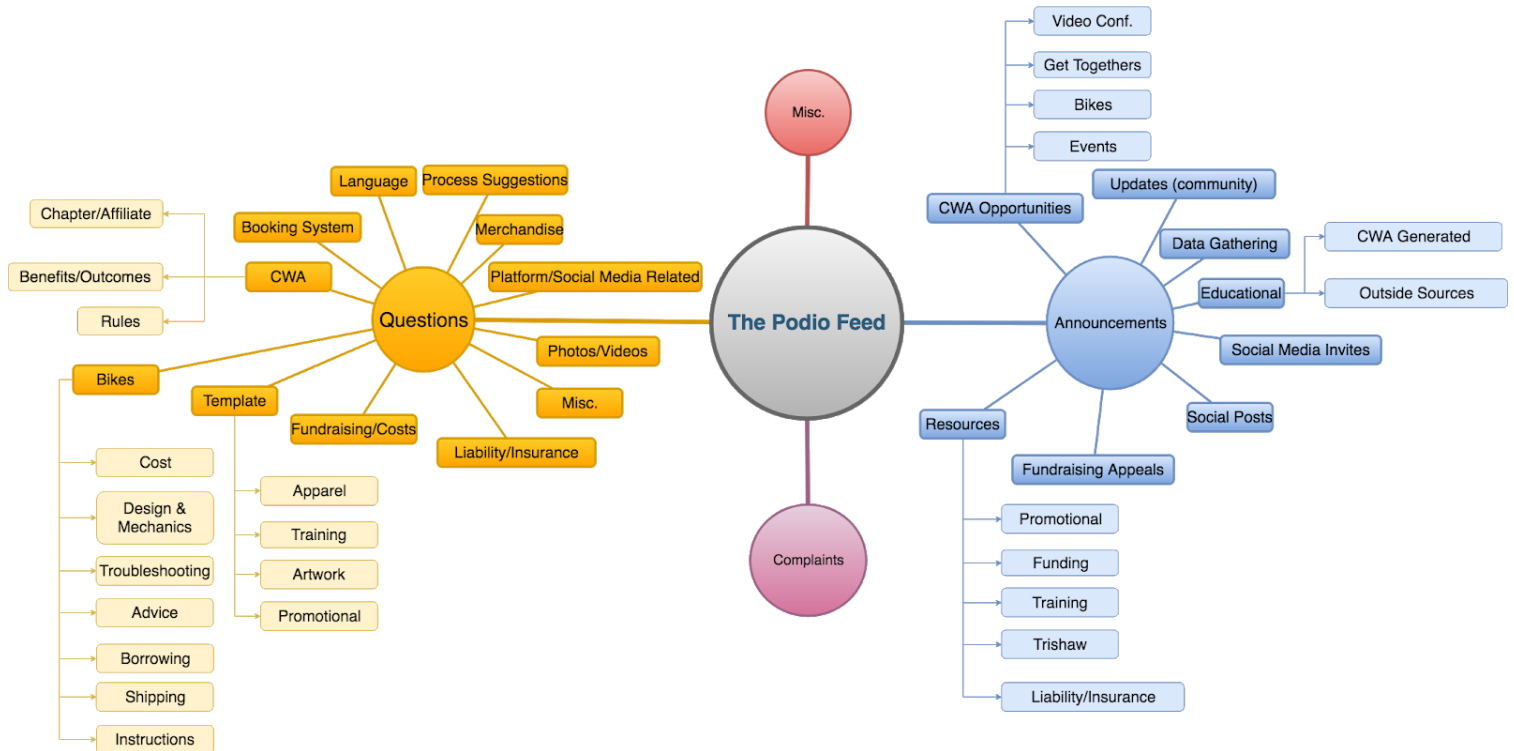 The Podio Feed
Misc.
Complaints
Questions
Language
Process Suggestions
Booking System
Merchandise
CWA
Platform/Social Media Related
Chapter/Affiliate
Benefits/Outcomes
Rules
Photos/Videos
Bikes
Template
Misc.
Fundraising/Costs
Liability/Insurance
Cost
Design &
Mechanics
Troubleshooting
Advice
Borrowing
Shipping
Instructions
Apparel
Training
Artwork
Promotional
Announcements
Video Conf.
Get Togethers
Bikes
Events
CWA Opportunities
Updates (community)
Data Gathering
Educational
CWA Generated
Outside Sources
Social Media Invites
Social Posts
Resources
Fundraising Appeals
Promotional
Funding
Training
Trishaw
Liability/Insurance